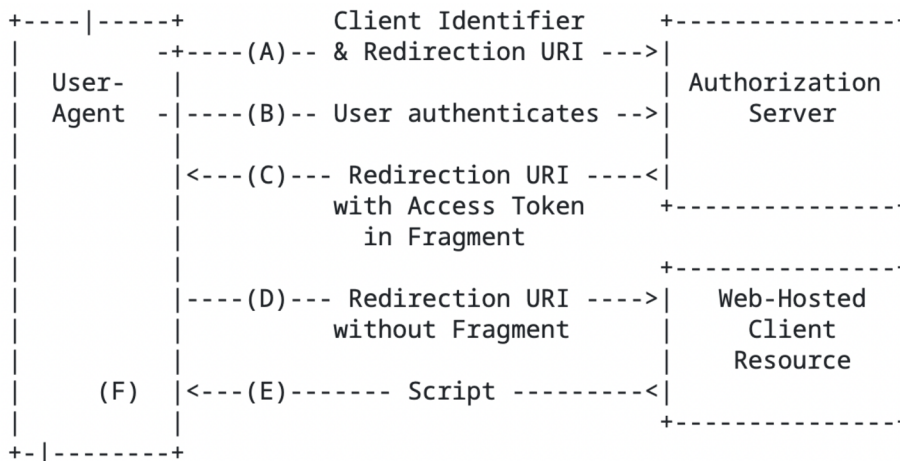 +----|-----+          Client Identifier     +---------------+
|         -+----(A)-- & Redirection URI --->|
|  User-   |                                | Authorization
|  Agent  -|----(B)-- User authenticates -->|     Server
|          |                                |
|          |<---(C)--- Redirection URI ----<|
|          |          with Access Token     +---------------
|          |            in Fragment
|          |                                +---------------+
|          |----(D)--- Redirection URI ---->|   Web-Hosted
|          |          without Fragment      |     Client
|          |                                |    Resource
|     (F)  |<---(E)------- Script ---------<|
|          |                                +---------------
+-|--------+